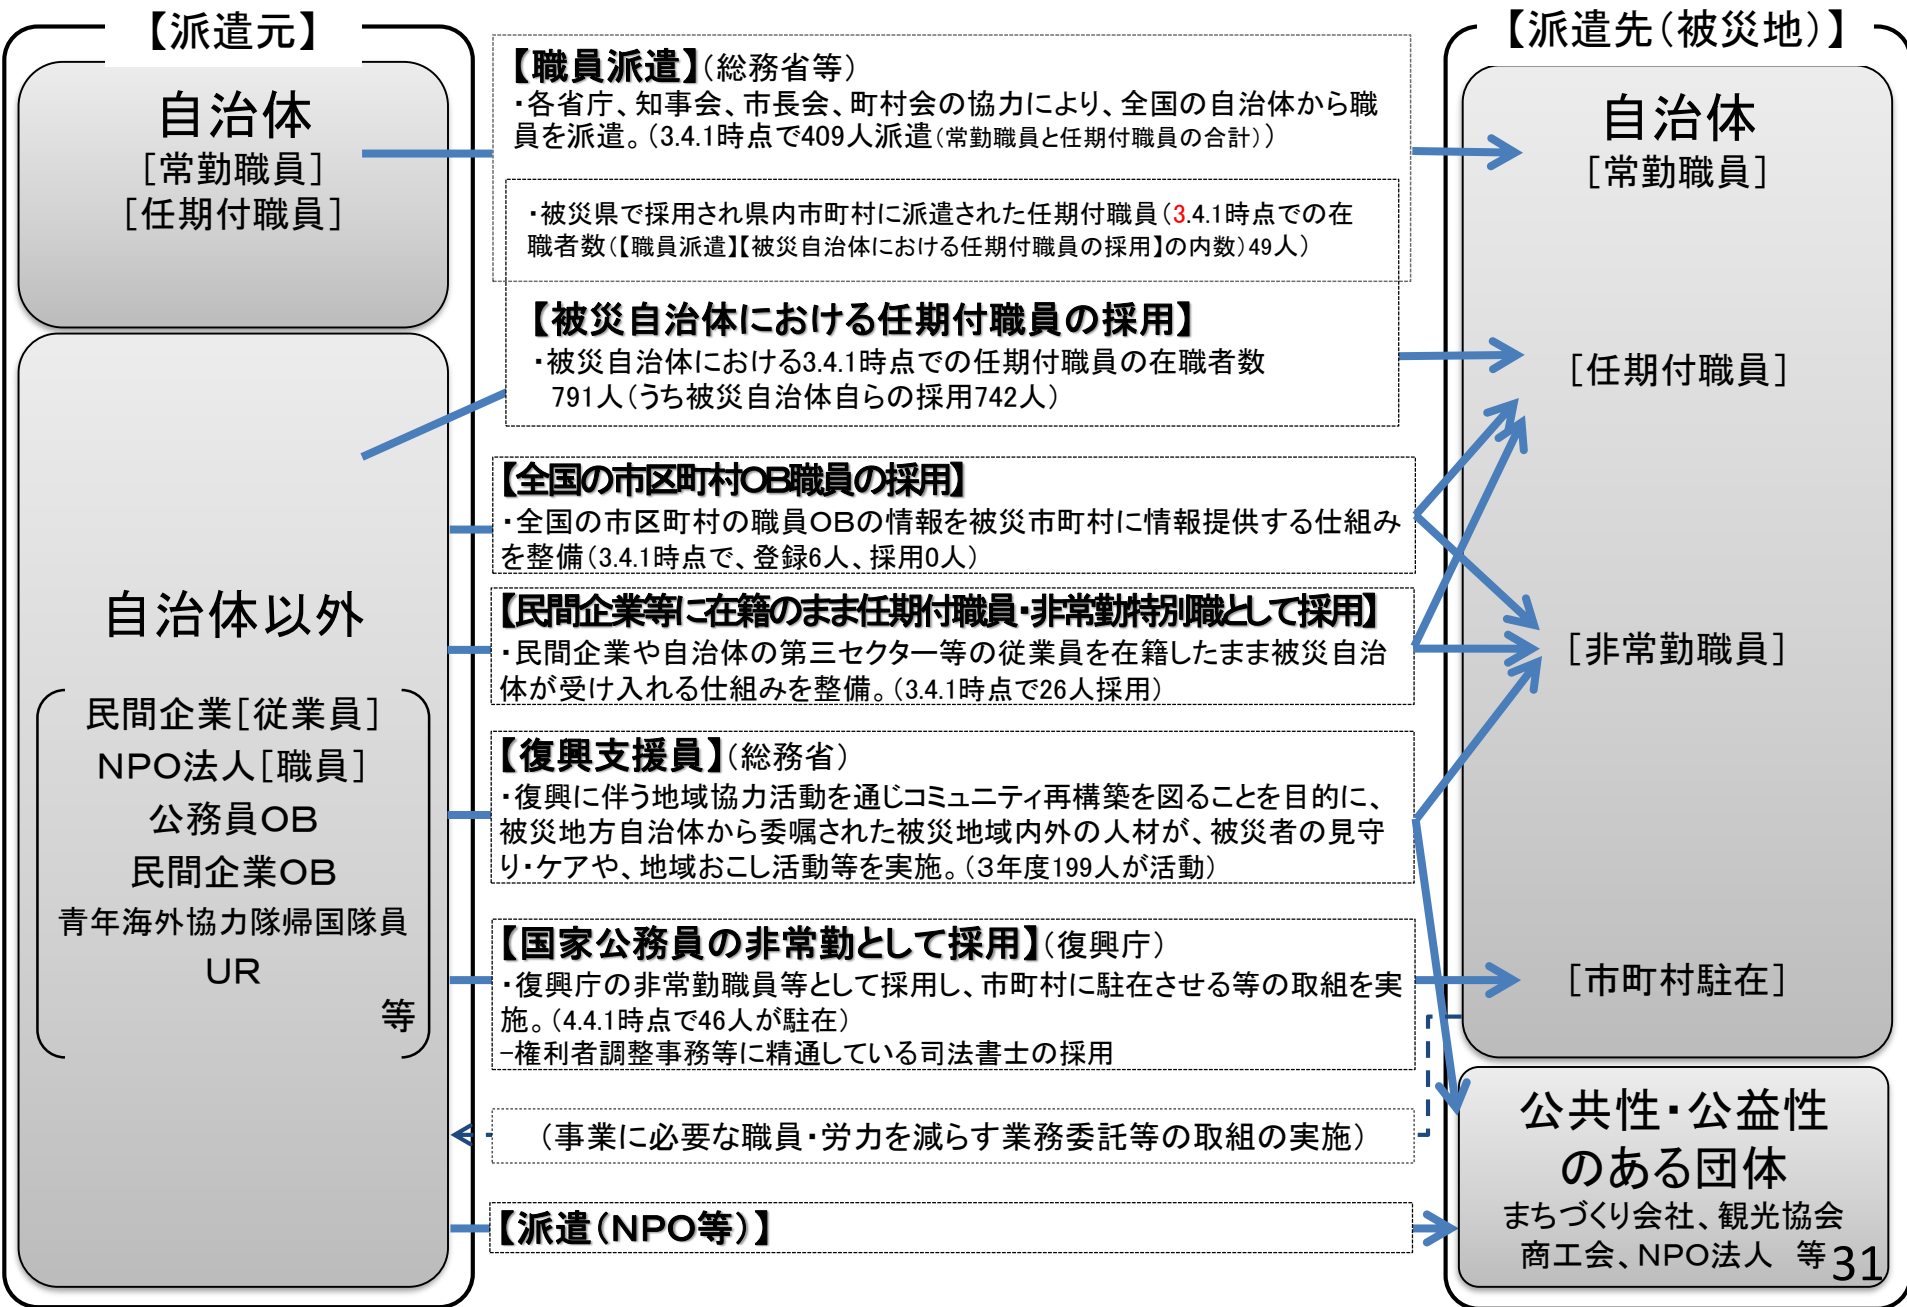 【派遣元】
自治体
[常勤職員]
[任期付職員]
自治体以外
民間企業[従業員]
NPO法人[職員]
公務員OB
民間企業OB
青年海外協力隊帰国隊員
UR
等
【職員派遣】(総務省等)
・各省庁、知事会、市長会、町村会の協力により、全国の自治体から職
員を派遣。(3.4.1時点で409人派遣(常勤職員と任期付職員の合計))
・被災県で採用され県内市町村に派遣された任期付職員(3.4.1時点での在
職者数(【職員派遣】【被災自治体における任期付職員の採用】の内数)49人)
【被災自治体における任期付職員の採用】
・被災自治体における3.4.1時点での任期付職員の在職者数
791人(うち被災自治体自らの採用742人)
【全国の市区町村OB職員の採用】
・全国の市区町村の職員OBの情報を被災市町村に情報提供する仕組み
を整備(3.4.1時点で、登録6人、採用0人)
【民間企業等に在籍のまま任期付職員・非常勤特別職として採用】
・民間企業や自治体の第三セクター等の従業員を在籍したまま被災自治
体が受け入れる仕組みを整備。(3.4.1時点で26人採用)
【復興支援員】(総務省)
・復興に伴う地域協力活動を通じコミュニティ再構築を図ることを目的に、
被災地方自治体から委嘱された被災地域内外の人材が、被災者の見守
り・ケアや、地域おこし活動等を実施。(3年度199人が活動)
【国家公務員の非常勤として採用】(復興庁)
・復興庁の非常勤職員等として採用し、市町村に駐在させる等の取組を実
施。(4.4.1時点で46人が駐在)
-権利者調整事務等に精通している司法書士の採用
(事業に必要な職員・労力を減らす業務委託等の取組の実施)
【派遣(NPO等)】
【派遣先(被災地)】
自治体
[常勤職員]
[任期付職員]
[非常勤職員]
[市町村駐在]
公共性・公益性
のある団体
まちづくり会社、観光協会
商工会、NPO法人 等
31